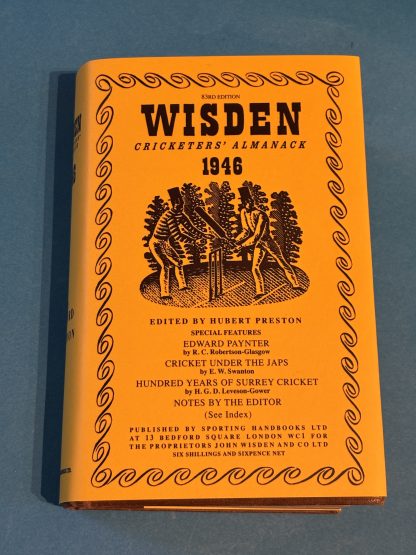 83RD EDITION
WISDEN
CRICKETERS' ALMANACK
1946
EDITED BY HUBERT PRESTON
SPECIAL FEATURES
EDWARD PAYNTER
by R. C. Robertson-Glasgow
CRICKET UNDER THE JAPS
by E. W. Swanton
HUNDRED YEARS OF SURREY CRICKET
by H. G. D. Leveson-Gower
NOTES BY THE EDITOR
(See Index)
PUBLISHED BY SPORTING HANDBOOKS LTD
AT 13 BEDFORD SQUARE LONDON WC1 FOR
THE PROPRIETORS JOHN WISDEN AND CO LTD
SIX SHILLINGS AND SIXPENCE NET